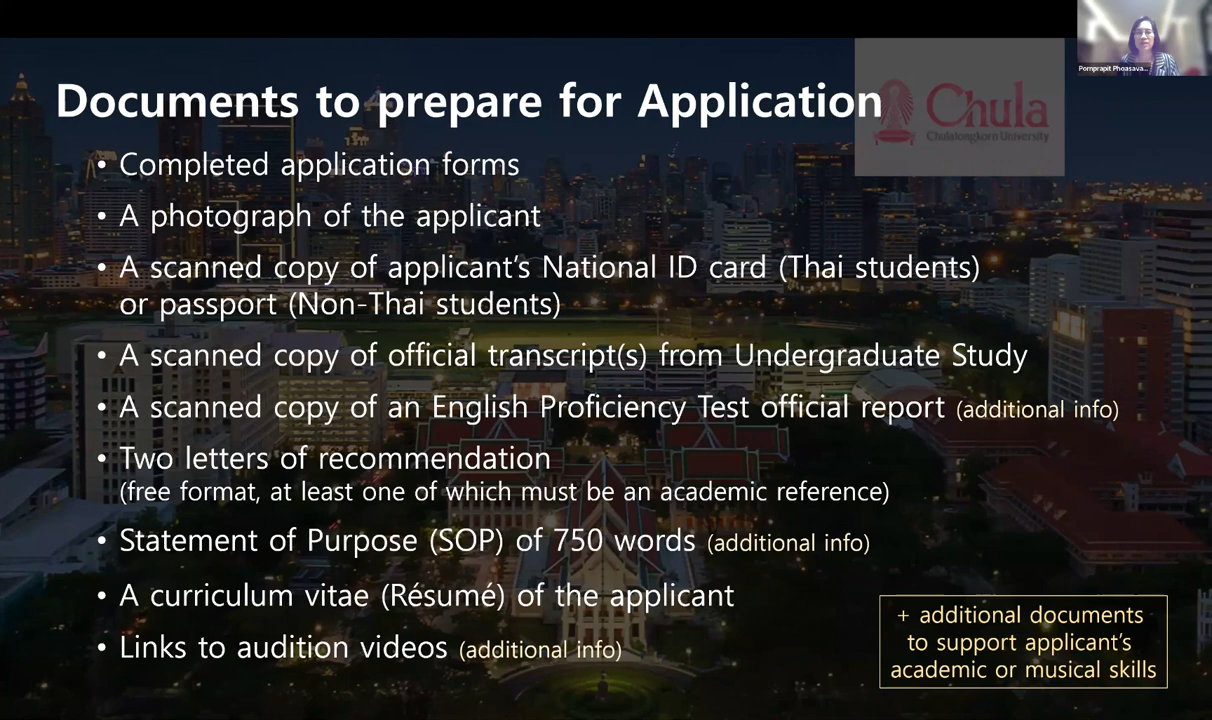 Pornprapit Phoasava...
Documents to prepare for Application
Chula
Chulalongkorn University
• Completed application forms
• A photograph of the applicant
• A scanned copy of applicant's National ID card (Thai students)
or passport (Non-Thai students)
• A scanned copy of official transcript(s) from Undergraduate Study
• A scanned copy of an English Proficiency Test official report (additional info)
• Two letters of recommendation
(free format, at least one of which must be an academic reference)
• Statement of Purpose (SOP) of 750 words (additional info)
• A curriculum vitae (Résumé) of the applicant
• Links to audition videos (additional info)
+ additional documents
to support applicant's
academic or musical skills